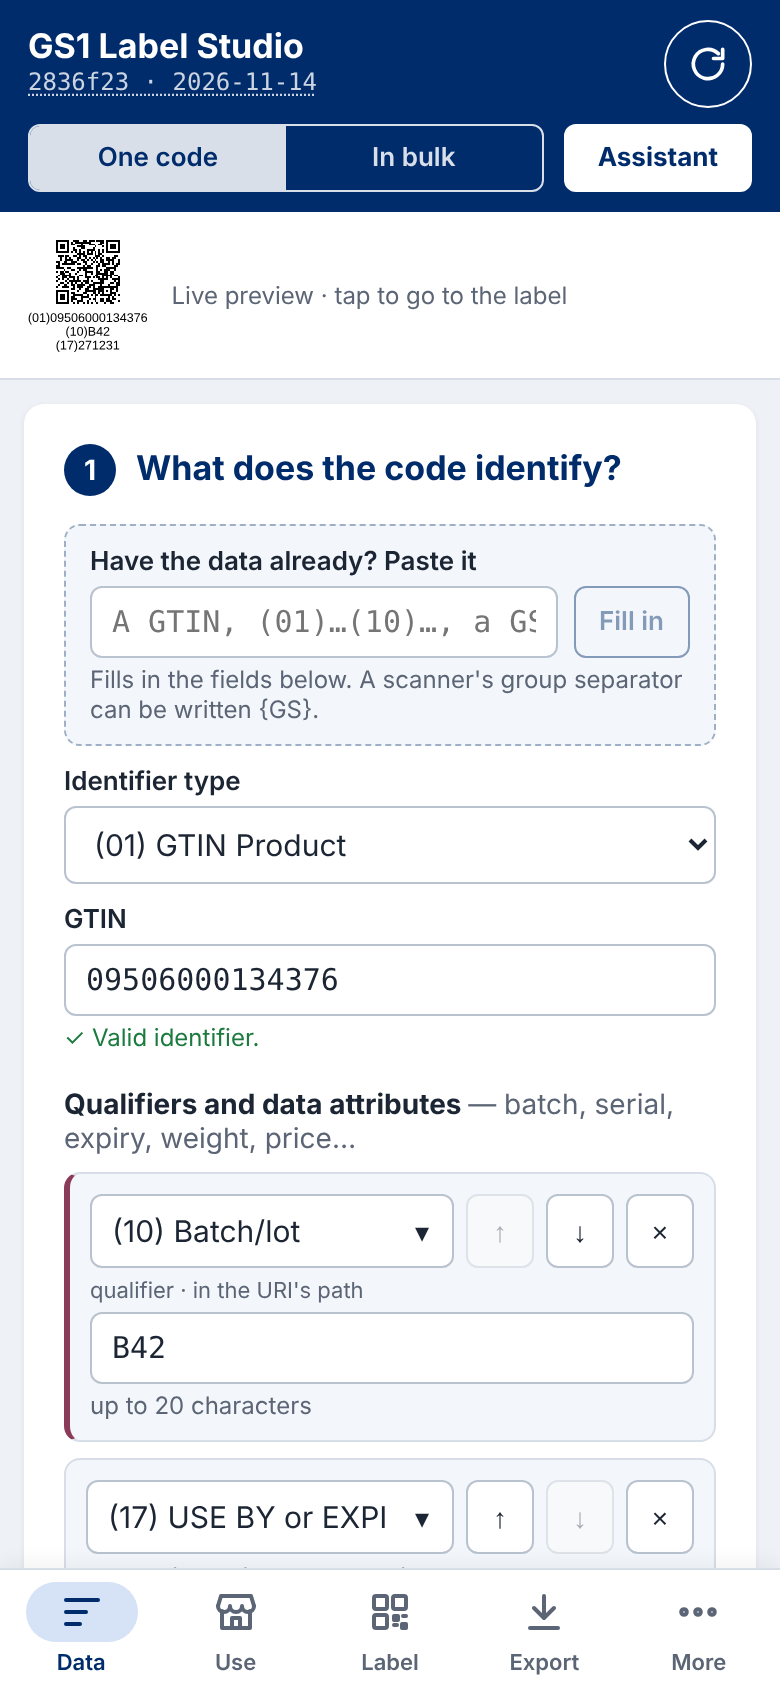 GS1 Label Studio
2836f23 · 2026-11-14
One code
In bulk
Assistant
(01)09506000134376
(10)B42
(17)271231
Live preview · tap to go to the label
1 What does the code identify?
Have the data already? Paste it
A GTIN, (01)…(10)…, a GS
Fill in
Fills in the fields below. A scanner's group separator
can be written {GS}.
Identifier type
(01) GTIN Product
GTIN
09506000134376
✓ Valid identifier.
Qualifiers and data attributes — batch, serial,
expiry, weight, price…
(10) Batch/lot ▼ ↑ ↓ ×
qualifier · in the URI's path
B42
up to 20 characters
(17) USE BY or EXPI ▼ ↑ ↓ ×
Data
Use
Label
Export
More